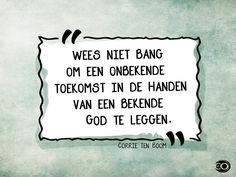 WEES NIET BANG
OM EEN ONBEKENDE
TOEKOMST IN DE HANDEN
VAN EEN BEKENDE
GOD TE LEGGEN.
CORRIE TEN BOOM
EO